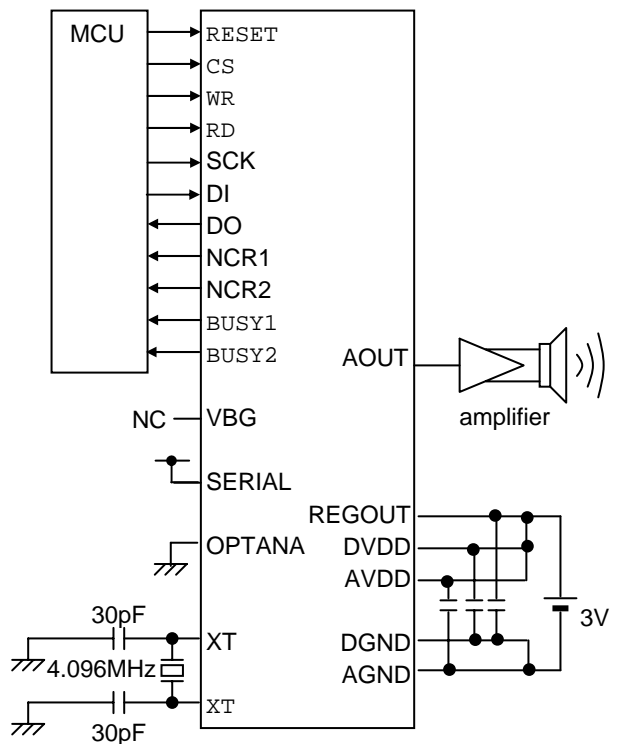 MCU
RESET
CS
WR
RD
SCK
DI
DO
NCR1
NCR2
BUSY1
BUSY2
AOUT
amplifier
NC
VBG
SERIAL
REGOUT
OPTANA
DVDD
AVDD
30pF
3V
XT
DGND
4.096MHz
AGND
XT
30pF